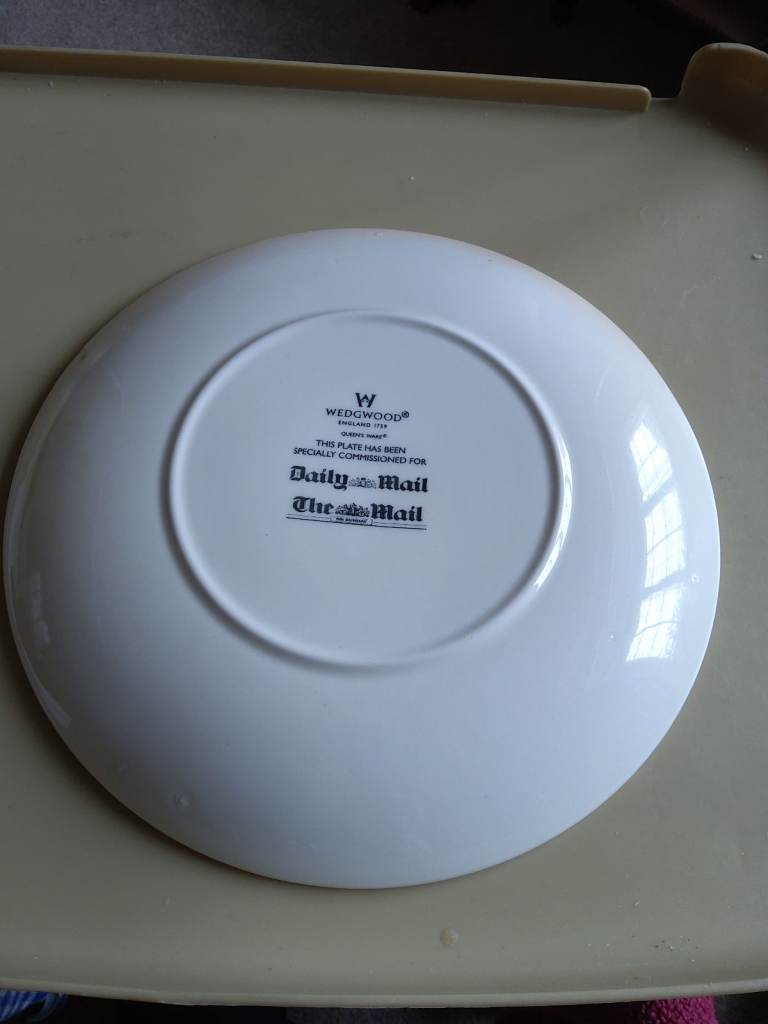 W
WEDGWOOD®
ENGLAND 1759
QUEEN'S WARE®
THIS PLATE HAS BEEN
SPECIALLY COMMISSIONED FOR
Daily Mail
The Mail